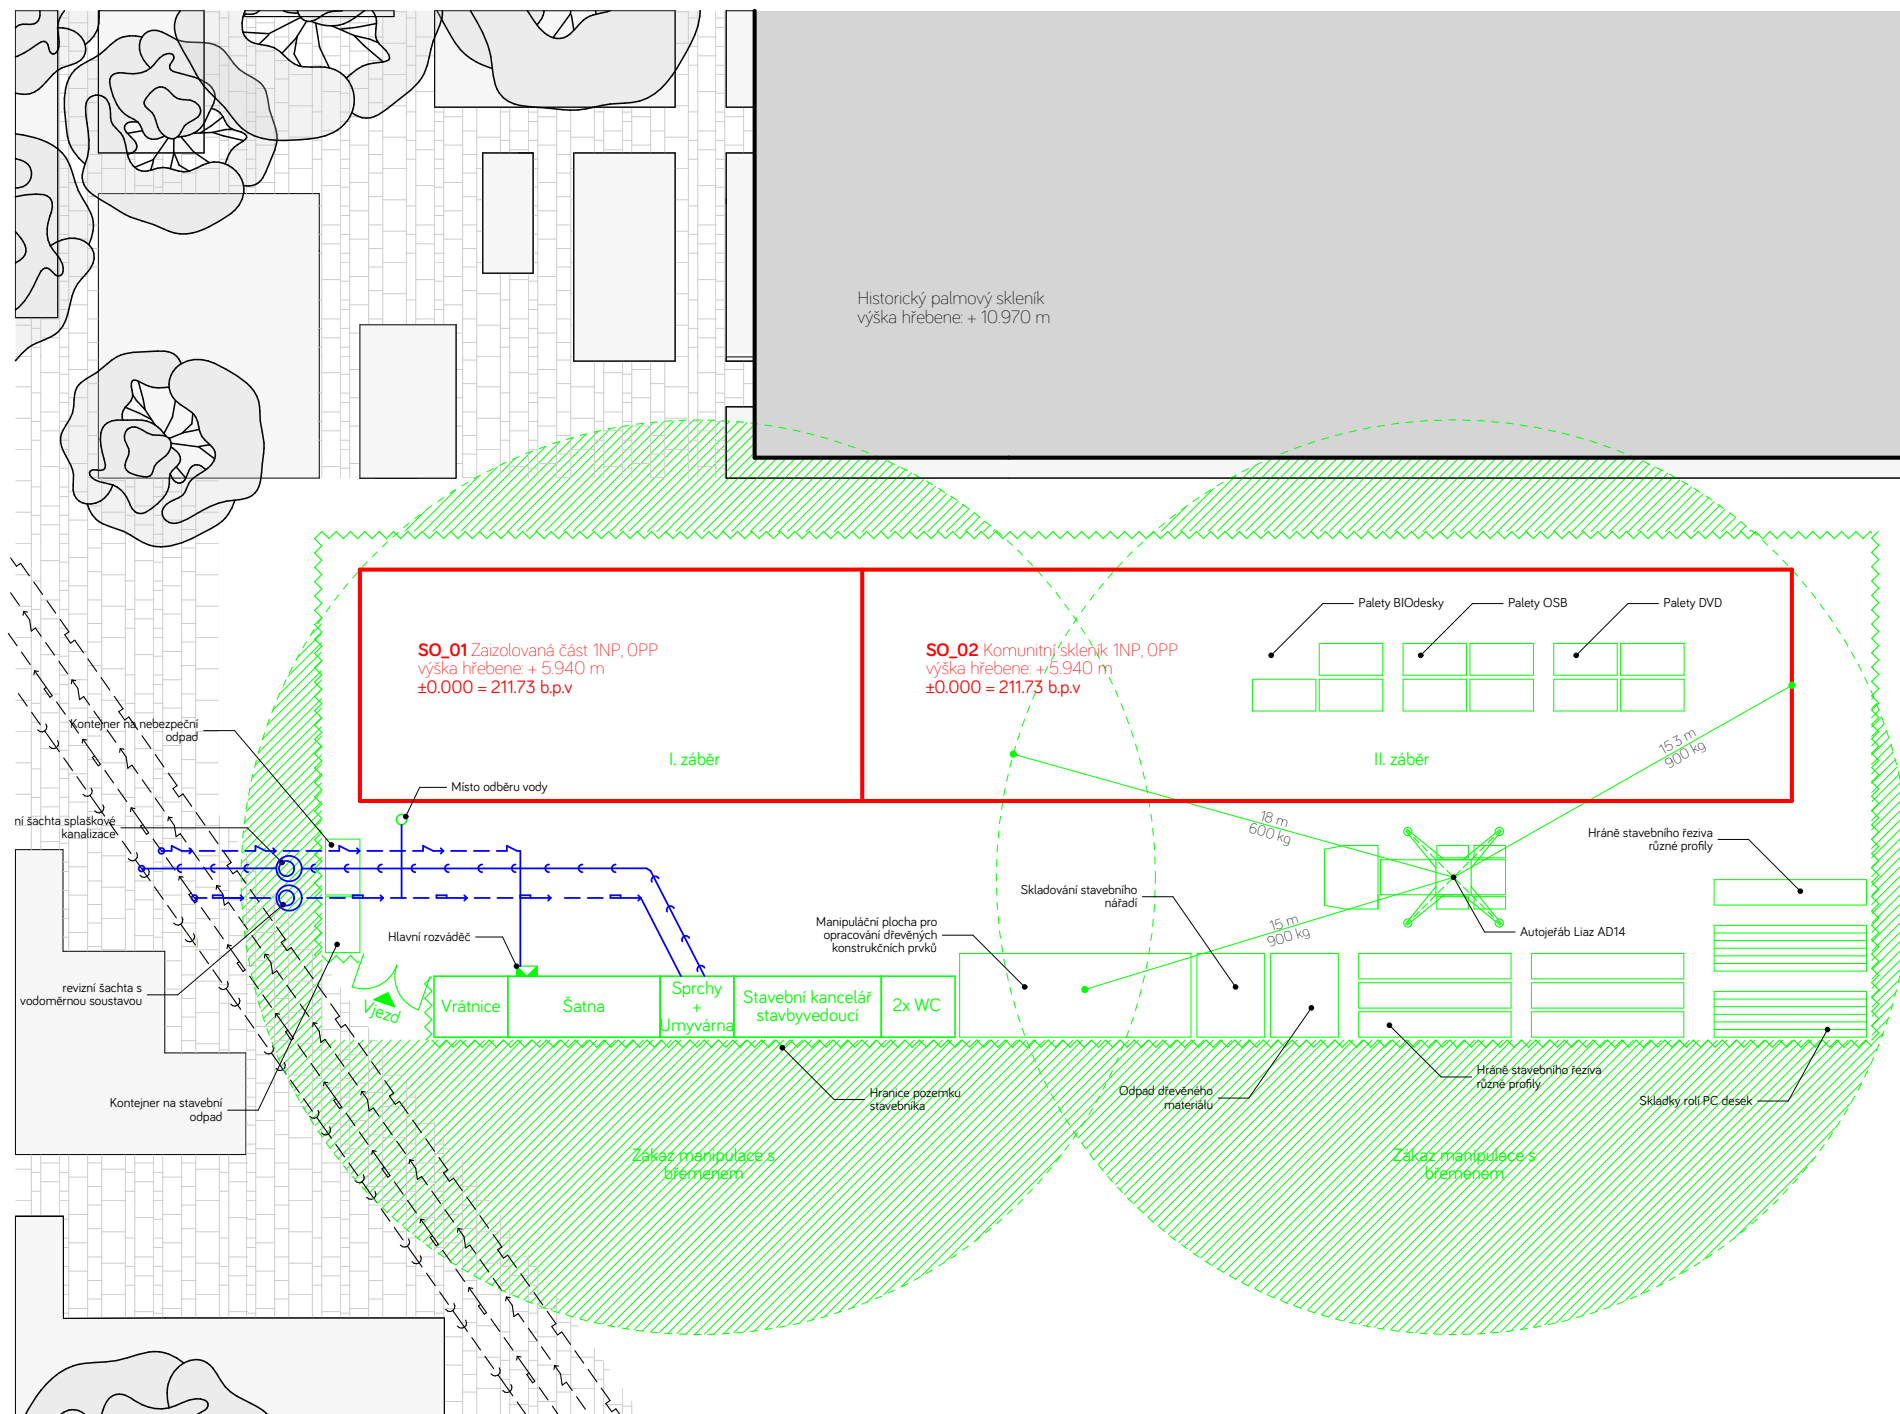 Historický palmový skleník
výška hřebene: + 10.970 m
Palety BIOdesky
Palety OSB
Palety DVD
SO_01 Zaizolovaná část 1NP, 0PP
výška hřebene: + 5.940 m
±0.000 = 211.73 b.p.v
SO_02 Komunitní skleník 1NP, 0PP
výška hřebene: + 5.940 m
±0.000 = 211.73 b.p.v
Kontejner na nebezpeční
odpad
I. záběr
II. záběr
15.3 m
900 kg
Místo odběru vody
ní šachta splaškové
kanalizace
18 m
600 kg
Hráně stavebního řeziva
různé profily
Skladování stavebního
nářadí
Manipuláční plocha pro
opracování dřevěných
konstrukčních prvků
15 m
900 kg
Autojeřáb Liaz AD14
Hlavní rozváděč
revizní šachta s
vodoměrnou soustavou
Vjezd
Vrátnice
Šatna
Sprchy
+
Umyvárna
Stavební kancelář
stavbyvedoucí
2x WC
Kontejner na stavební
odpad
Hranice pozemku
stavebníka
Odpad dřevěného
materiálu
Hráně stavebního řeziva
různé profily
Skladky rolí PC desek
Zákaz manipulace s
břemenem
Zákaz manipulace s
břemenem